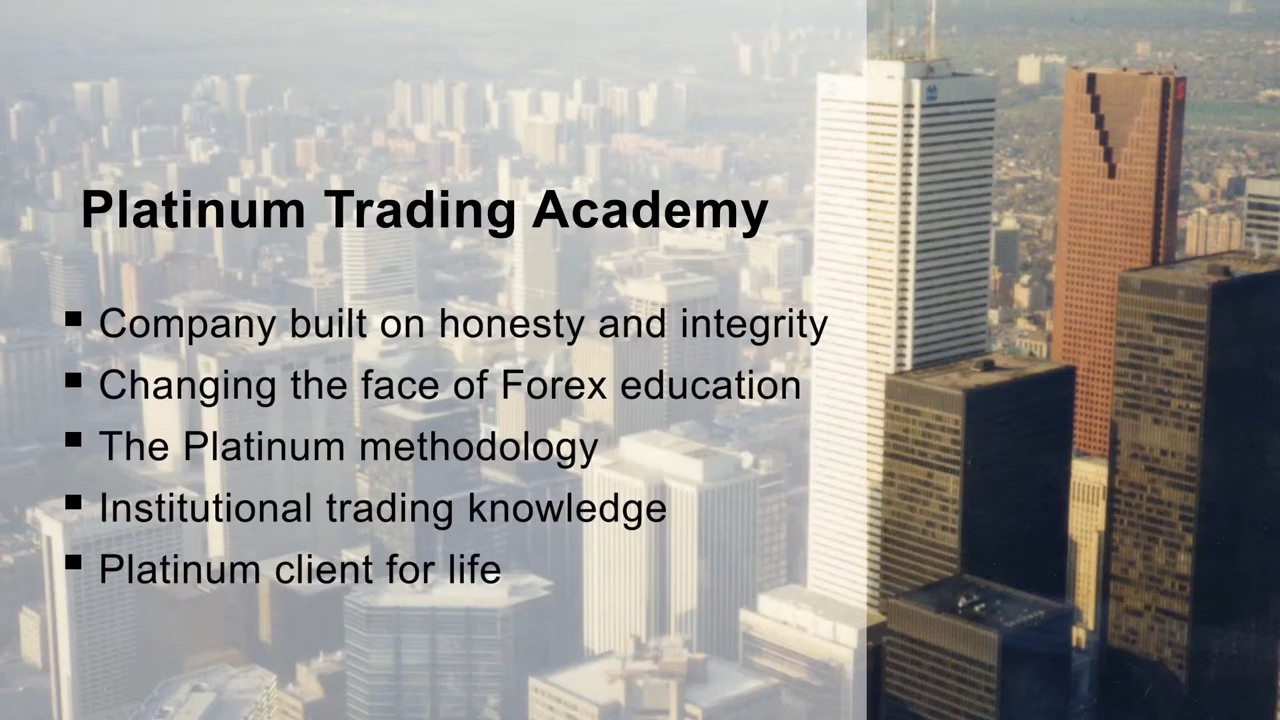 Platinum Trading Academy
▪ Company built on honesty and integrity
▪ Changing the face of Forex education
▪ The Platinum methodology
▪ Institutional trading knowledge
▪ Platinum client for life